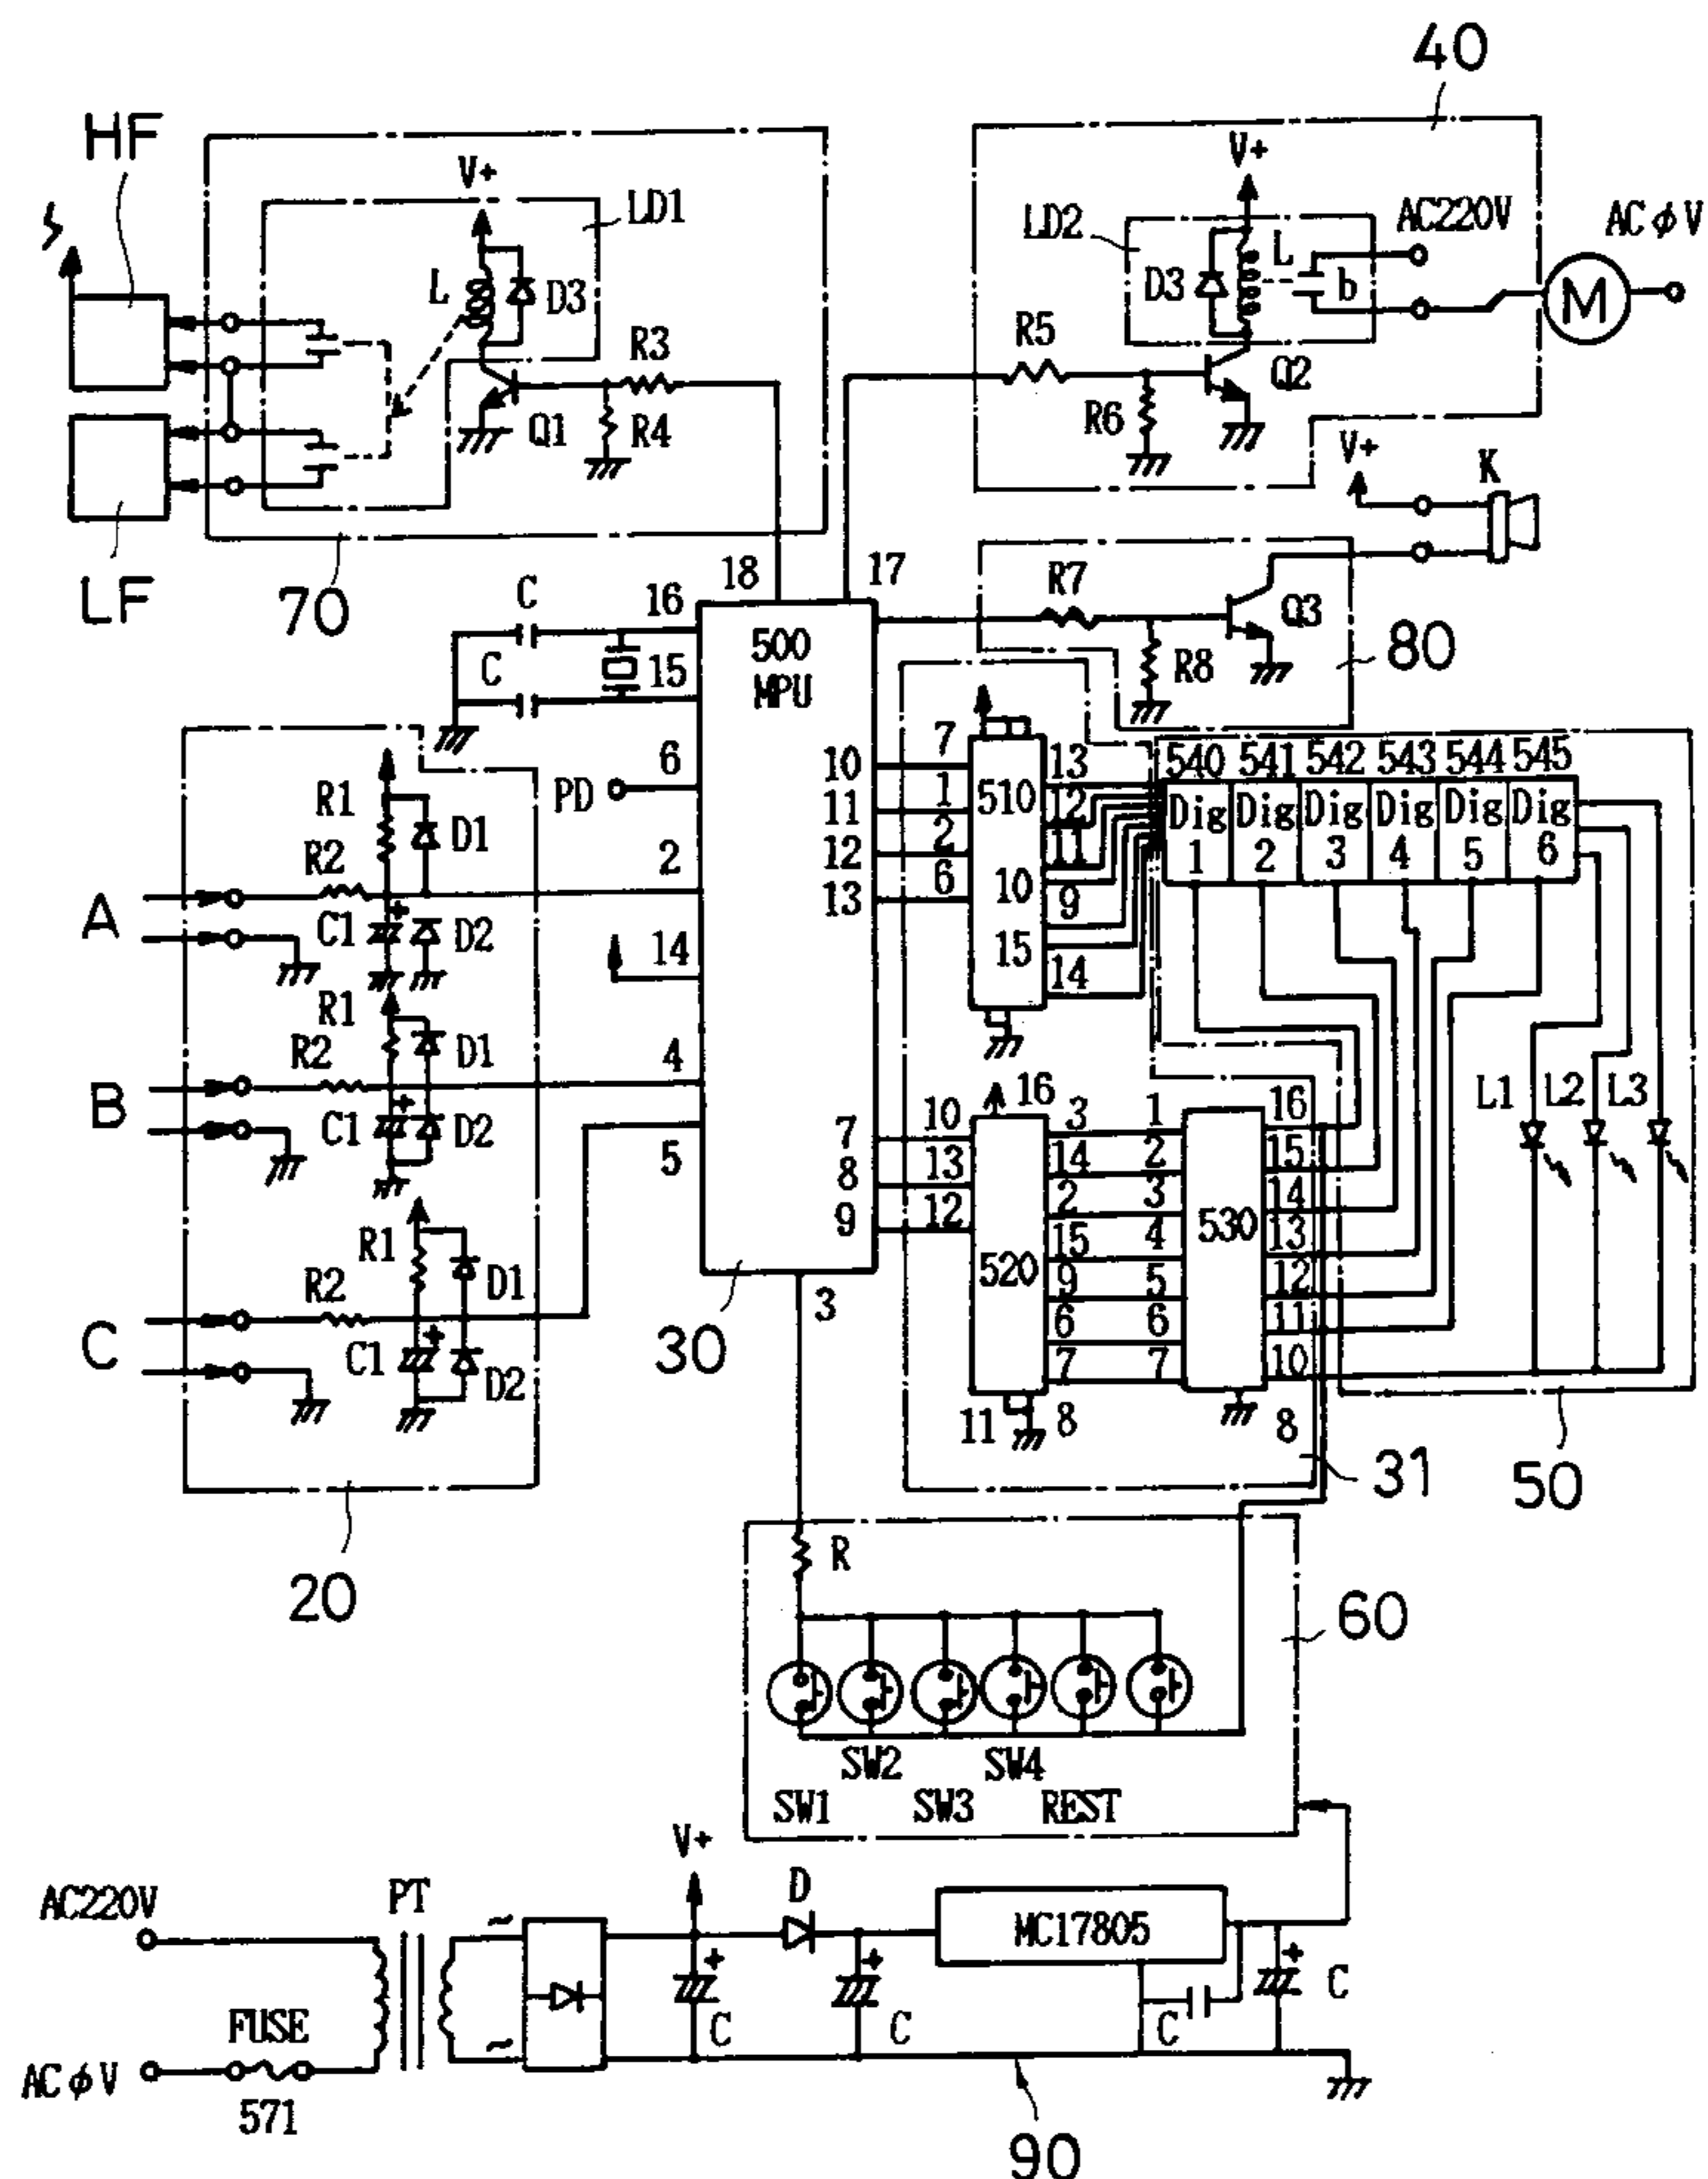 40
HF
V+
LD1
L
D3
R3
Q1
R4
LF
70
V+
LD2
L
D3
b
AC220V
ACφV
M
R5
Q2
R6
V+
K
18
17
16
C
C
15
500
MPU
R7
Q3
R8
80
6
PD
10
11
12
13
7
1
2
6
510
13
12
11
10
9
15
14
540
541
542
543
544
545
Dig
1
Dig
2
Dig
3
Dig
4
Dig
5
Dig
6
R1
D1
R2
A
C1
D2
2
14
R1
R2
D1
B
C1
D2
4
5
R1
R2
D1
C
C1
D2
20
7
8
9
3
30
10
13
12
16
520
3
14
2
15
9
6
7
11
8
1
2
3
4
5
6
7
530
16
15
14
13
12
11
10
8
L1
L2
L3
31
50
R
60
SW1
SW2
SW3
SW4
REST
AC220V
PT
~
~
V+
D
MC17805
+
C
+
C
C
+
C
FUSE
ACφV
571
90
+
+
+